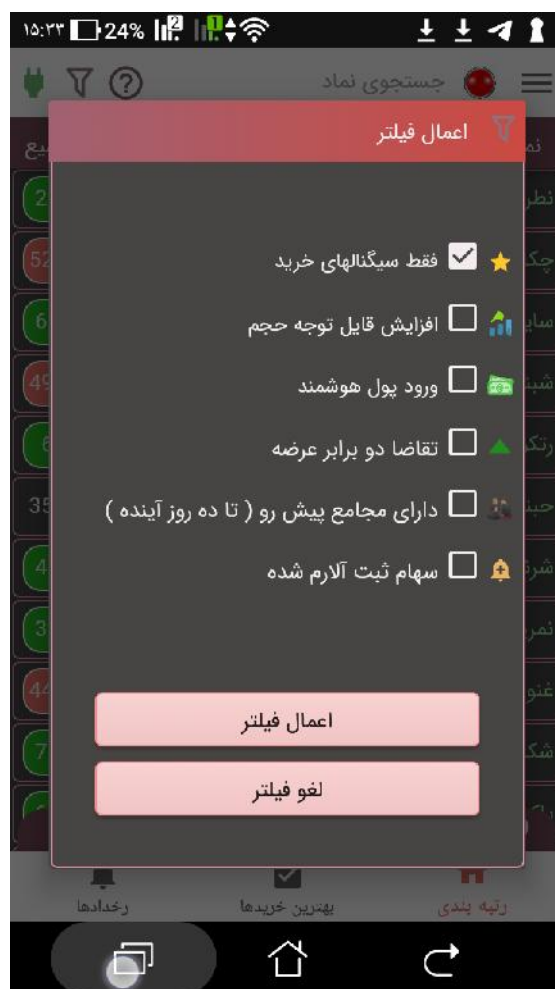 ۱۵:۲۳ 24%
جستجوی نماد
اعمال فیلتر
فقط سیگنالهای خرید
افزایش قایل توجه حجم
ورود پول هوشمند
تقاضا دو برابر عرضه
دارای مجامع پیش رو ( تا ده روز آینده )
سهام ثبت آلارم شده
اعمال فیلتر
لغو فیلتر
رتبه بندی بهترین خریدها رخدادها